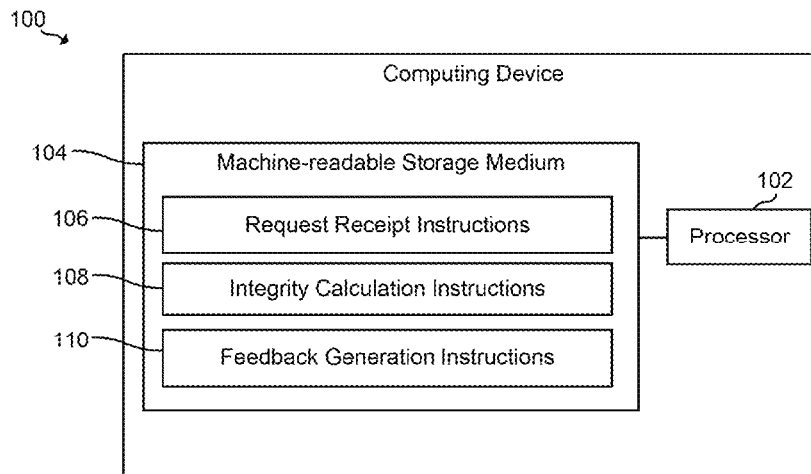 100
Computing Device
104
Machine-readable Storage Medium
102
106
Request Receipt Instructions
Processor
108
Integrity Calculation Instructions
110
Feedback Generation Instructions